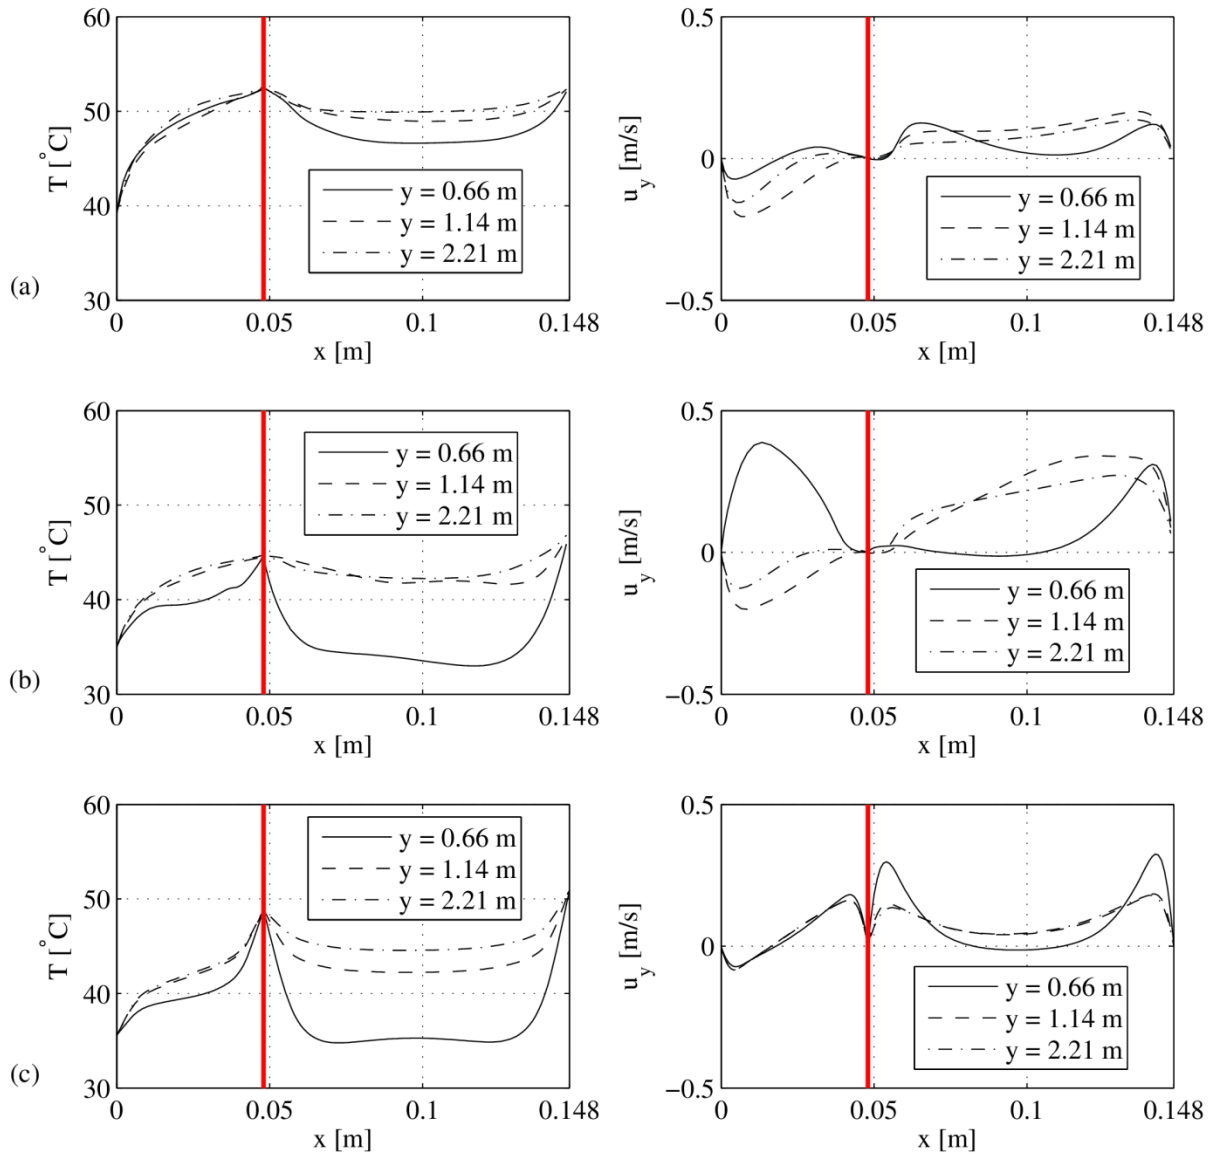 60
50
40
30
T [°C]
(a)
y = 0.66 m
y = 1.14 m
y = 2.21 m
0
0.05
0.1
0.148
x [m]
0.5
0
−0.5
u_y [m/s]
y = 0.66 m
y = 1.14 m
y = 2.21 m
0
0.05
0.1
0.148
x [m]
60
50
40
30
T [°C]
(b)
y = 0.66 m
y = 1.14 m
y = 2.21 m
0
0.05
0.1
0.148
x [m]
0.5
0
−0.5
u_y [m/s]
y = 0.66 m
y = 1.14 m
y = 2.21 m
0
0.05
0.1
0.148
x [m]
60
50
40
30
T [°C]
(c)
y = 0.66 m
y = 1.14 m
y = 2.21 m
0
0.05
0.1
0.148
x [m]
0.5
0
−0.5
u_y [m/s]
y = 0.66 m
y = 1.14 m
y = 2.21 m
0
0.05
0.1
0.148
x [m]